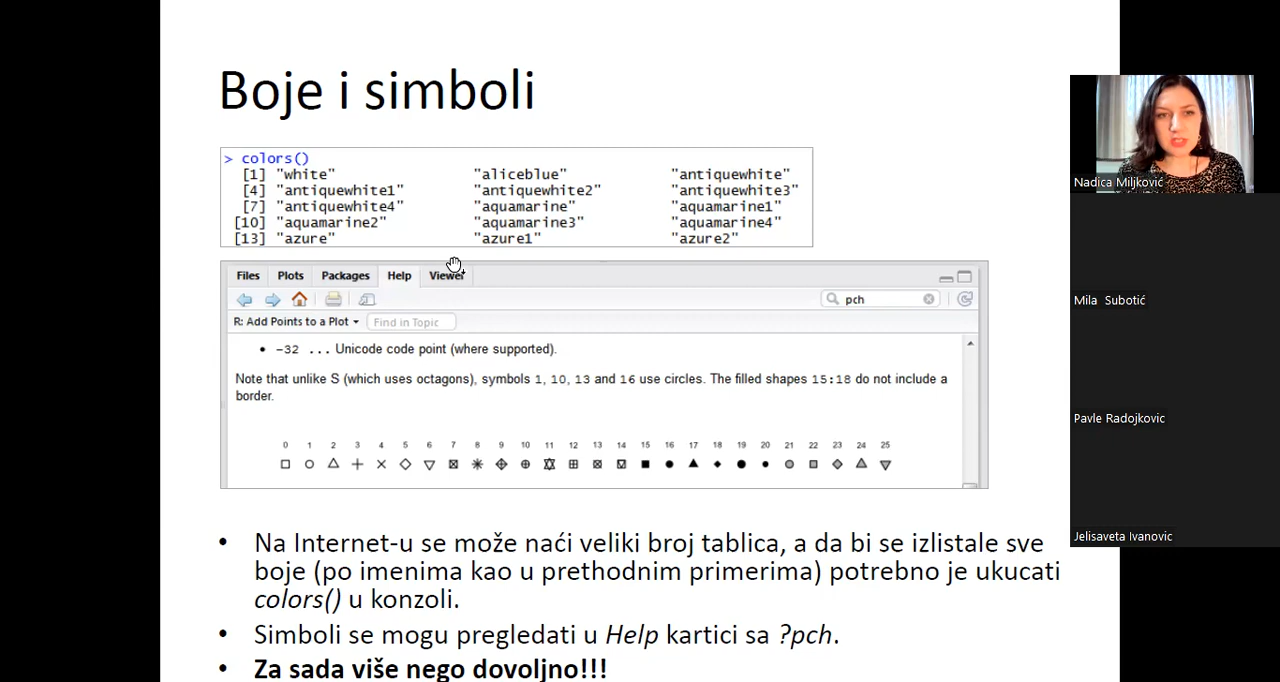 Boje i simboli
> colors()
[1] "white" "aliceblue" "antiquewhite"
[4] "antiquewhite1" "antiquewhite2" "antiquewhite3"
[7] "antiquewhite4" "aquamarine" "aquamarine1"
[10] "aquamarine2" "aquamarine3" "aquamarine4"
[13] "azure" "azure1" "azure2"
Files Plots Packages Help Viewer
pch
R: Add Points to a Plot Find in Topic
• -32 ... Unicode code point (where supported).
Note that unlike S (which uses octagons), symbols 1, 10, 13 and 16 use circles. The filled shapes 15:18 do not include a
border.
0 1 2 3 4 5 6 7 8 9 10 11 12 13 14 15 16 17 18 19 20 21 22 23 24 25
• Na Internet-u se može naći veliki broj tablica, a da bi se izlistale sve
boje (po imenima kao u prethodnim primerima) potrebno je ukucati
colors() u konzoli.
• Simboli se mogu pregledati u Help kartici sa ?pch.
• Za sada više nego dovoljno!!!
Nadica Miljković
Mila Subotić
Pavle Radojkovic
Jelisaveta Ivanovic